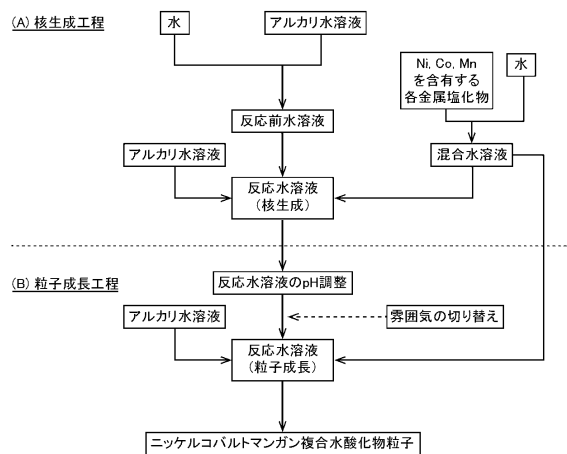 (A) 核生成工程
水
アルカリ水溶液
Ni, Co, Mn
を含有する
各金属塩化物
水
反応前水溶液
アルカリ水溶液
混合水溶液
反応水溶液
(核生成)
反応水溶液のpH調整
(B) 粒子成長工程
アルカリ水溶液
雰囲気の切り替え
反応水溶液
(粒子成長)
ニッケルコバルトマンガン複合水酸化物粒子